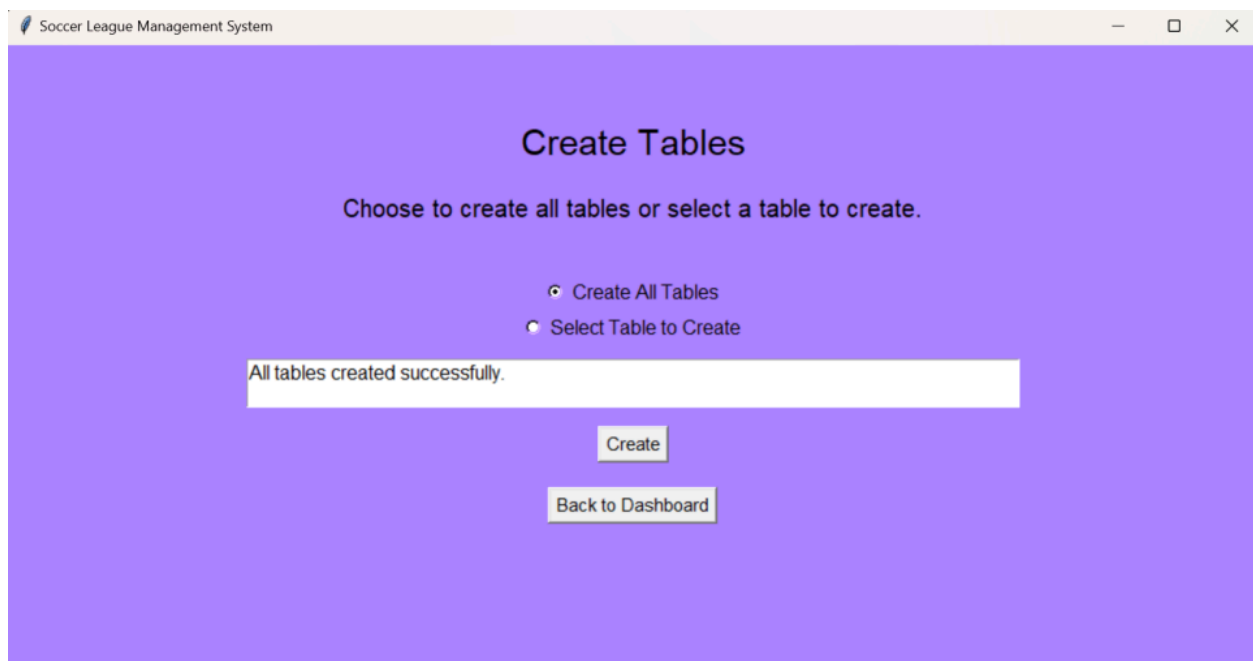 Soccer League Management System
Create Tables
Choose to create all tables or select a table to create.
Create All Tables
Select Table to Create
All tables created successfully.
Create
Back to Dashboard